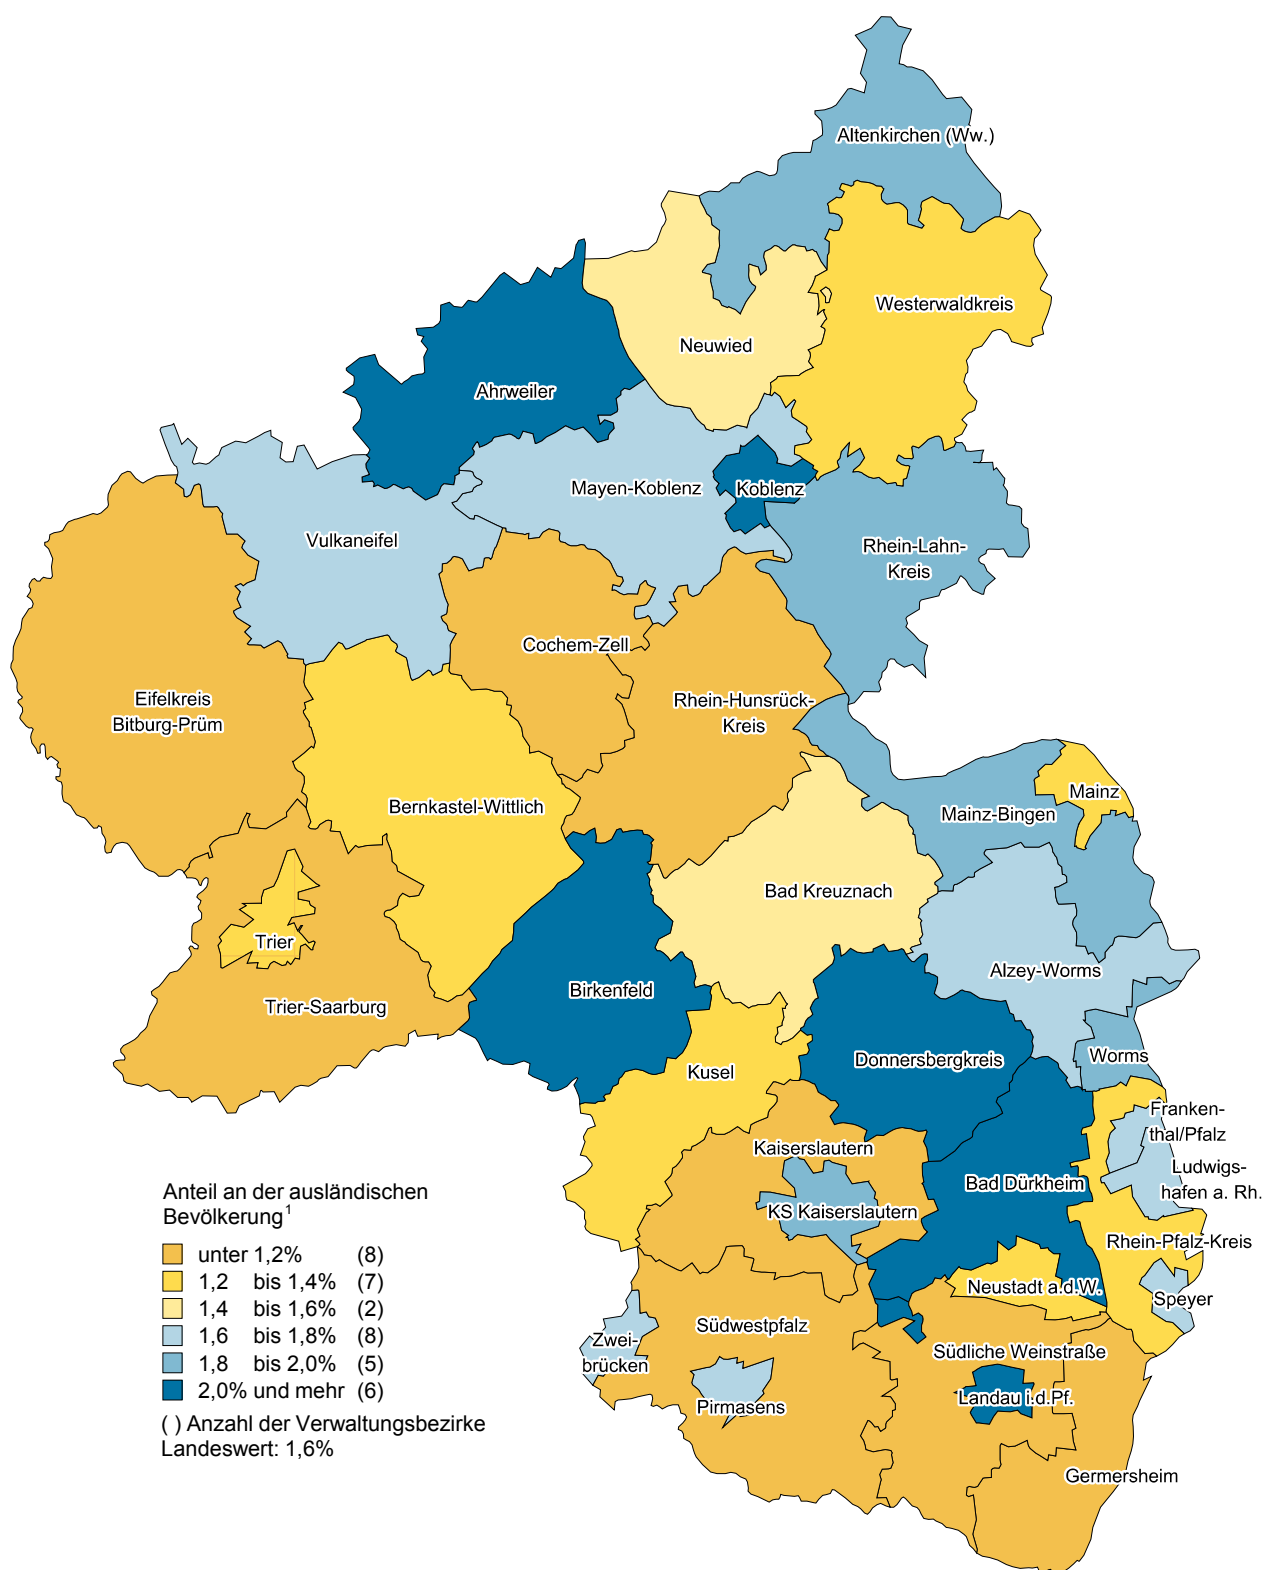 Altenkirchen (Ww.)
Westerwaldkreis
Neuwied
Ahrweiler
Mayen-Koblenz
Koblenz
Vulkaneifel
Rhein-Lahn-
Kreis
Cochem-Zell
Eifelkreis
Bitburg-Prüm
Rhein-Hunsrück-
Kreis
Bernkastel-Wittlich
Mainz
Mainz-Bingen
Bad Kreuznach
Trier
Alzey-Worms
Birkenfeld
Trier-Saarburg
Worms
Donnersbergkreis
Kusel
Franken-
thal/Pfalz
Kaiserslautern
Ludwigs-
hafen a. Rh.
Bad Dürkheim
KS Kaiserslautern
Rhein-Pfalz-Kreis
Neustadt a.d.W.
Speyer
Südwestpfalz
Zwei-
brücken
Südliche Weinstraße
Landau i.d.Pf.
Pirmasens
Germersheim
Anteil an der ausländischen
Bevölkerung¹
unter 1,2% (8)
1,2 bis 1,4% (7)
1,4 bis 1,6% (2)
1,6 bis 1,8% (8)
1,8 bis 2,0% (5)
2,0% und mehr (6)
( ) Anzahl der Verwaltungsbezirke
Landeswert: 1,6%